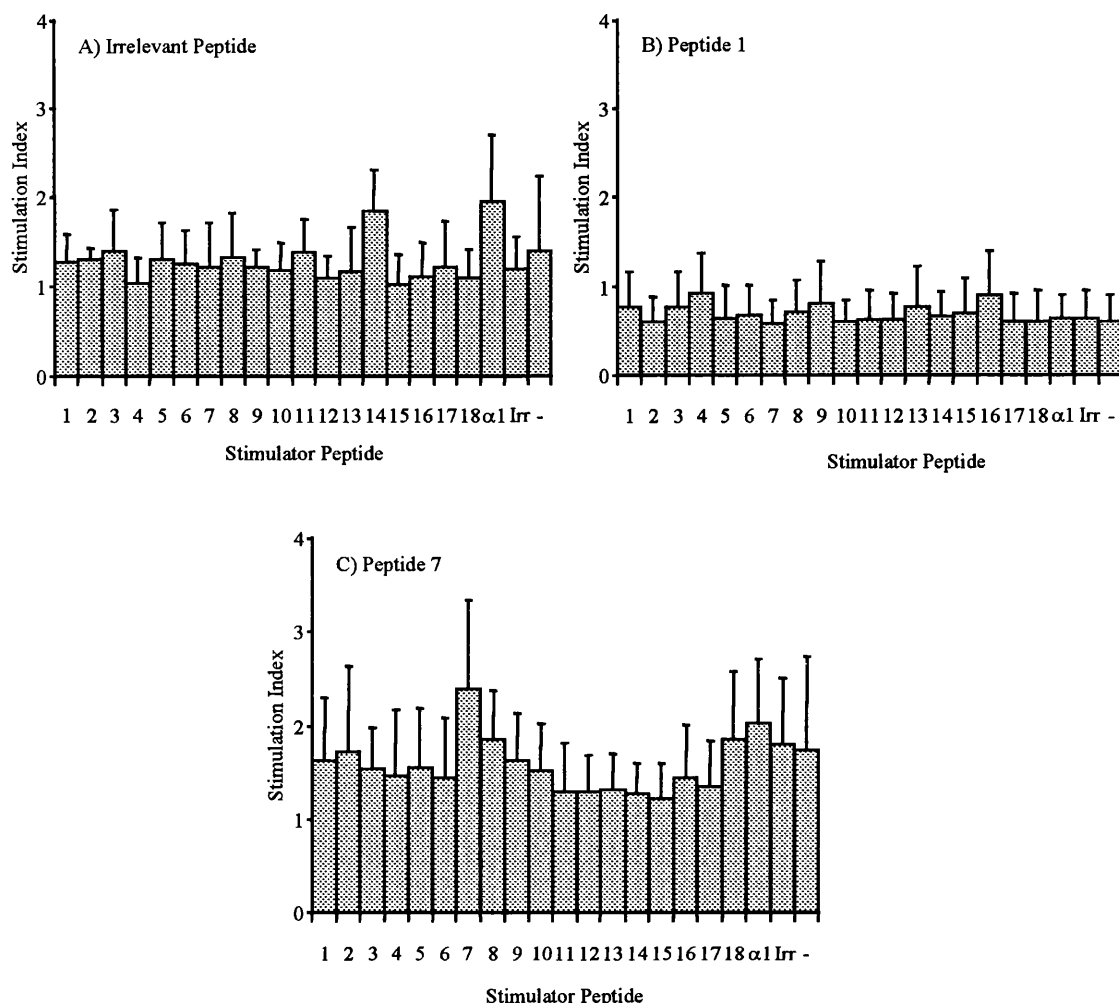 A) Irrelevant Peptide
Stimulation Index
4
3
2
1
0
1 2 3 4 5 6 7 8 9 10 11 12 13 14 15 16 17 18 α1 Irr -
Stimulator Peptide
B) Peptide 1
Stimulation Index
4
3
2
1
0
1 2 3 4 5 6 7 8 9 10 11 12 13 14 15 16 17 18 α1 Irr -
Stimulator Peptide
C) Peptide 7
Stimulation Index
4
3
2
1
0
1 2 3 4 5 6 7 8 9 10 11 12 13 14 15 16 17 18 α1 Irr -
Stimulator Peptide